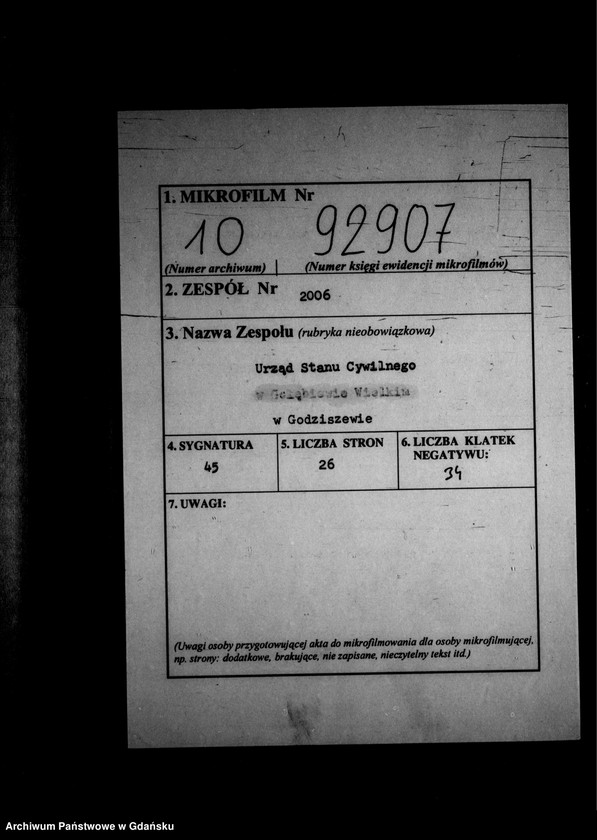 1. MIKROFILM Nr
10 92907
(Numer archiwum) (Numer księgi ewidencji mikrofilmów)
2. ZESPÓŁ Nr 2006
3. Nazwa Zespołu (rubryka nieobowiązkowa)
Urząd Stanu Cywilnego
w Gołębiewie Wielkim
w Godziszewie
4. SYGNATURA 5. LICZBA STRON 6. LICZBA KLATEK
NEGATYWU:
45 26 34
7. UWAGI:
(Uwagi osoby przygotowującej akta do mikrofilmowania dla osoby mikrofilmującej,
np. strony: dodatkowe, brakujące, nie zapisane, nieczytelny tekst itd.)
Archiwum Państwowe w Gdańsku